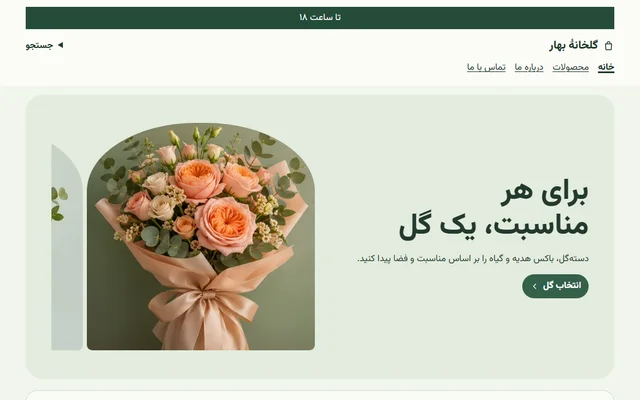 تا ساعت ۱۸
گلخانهٔ بهار
جستجو
خانه محصولات درباره ما تماس با ما
برای هر
مناسبت، یک گل
دسته‌گل، باکس هدیه و گیاه را بر اساس مناسبت و فضا پیدا کنید.
انتخاب گل